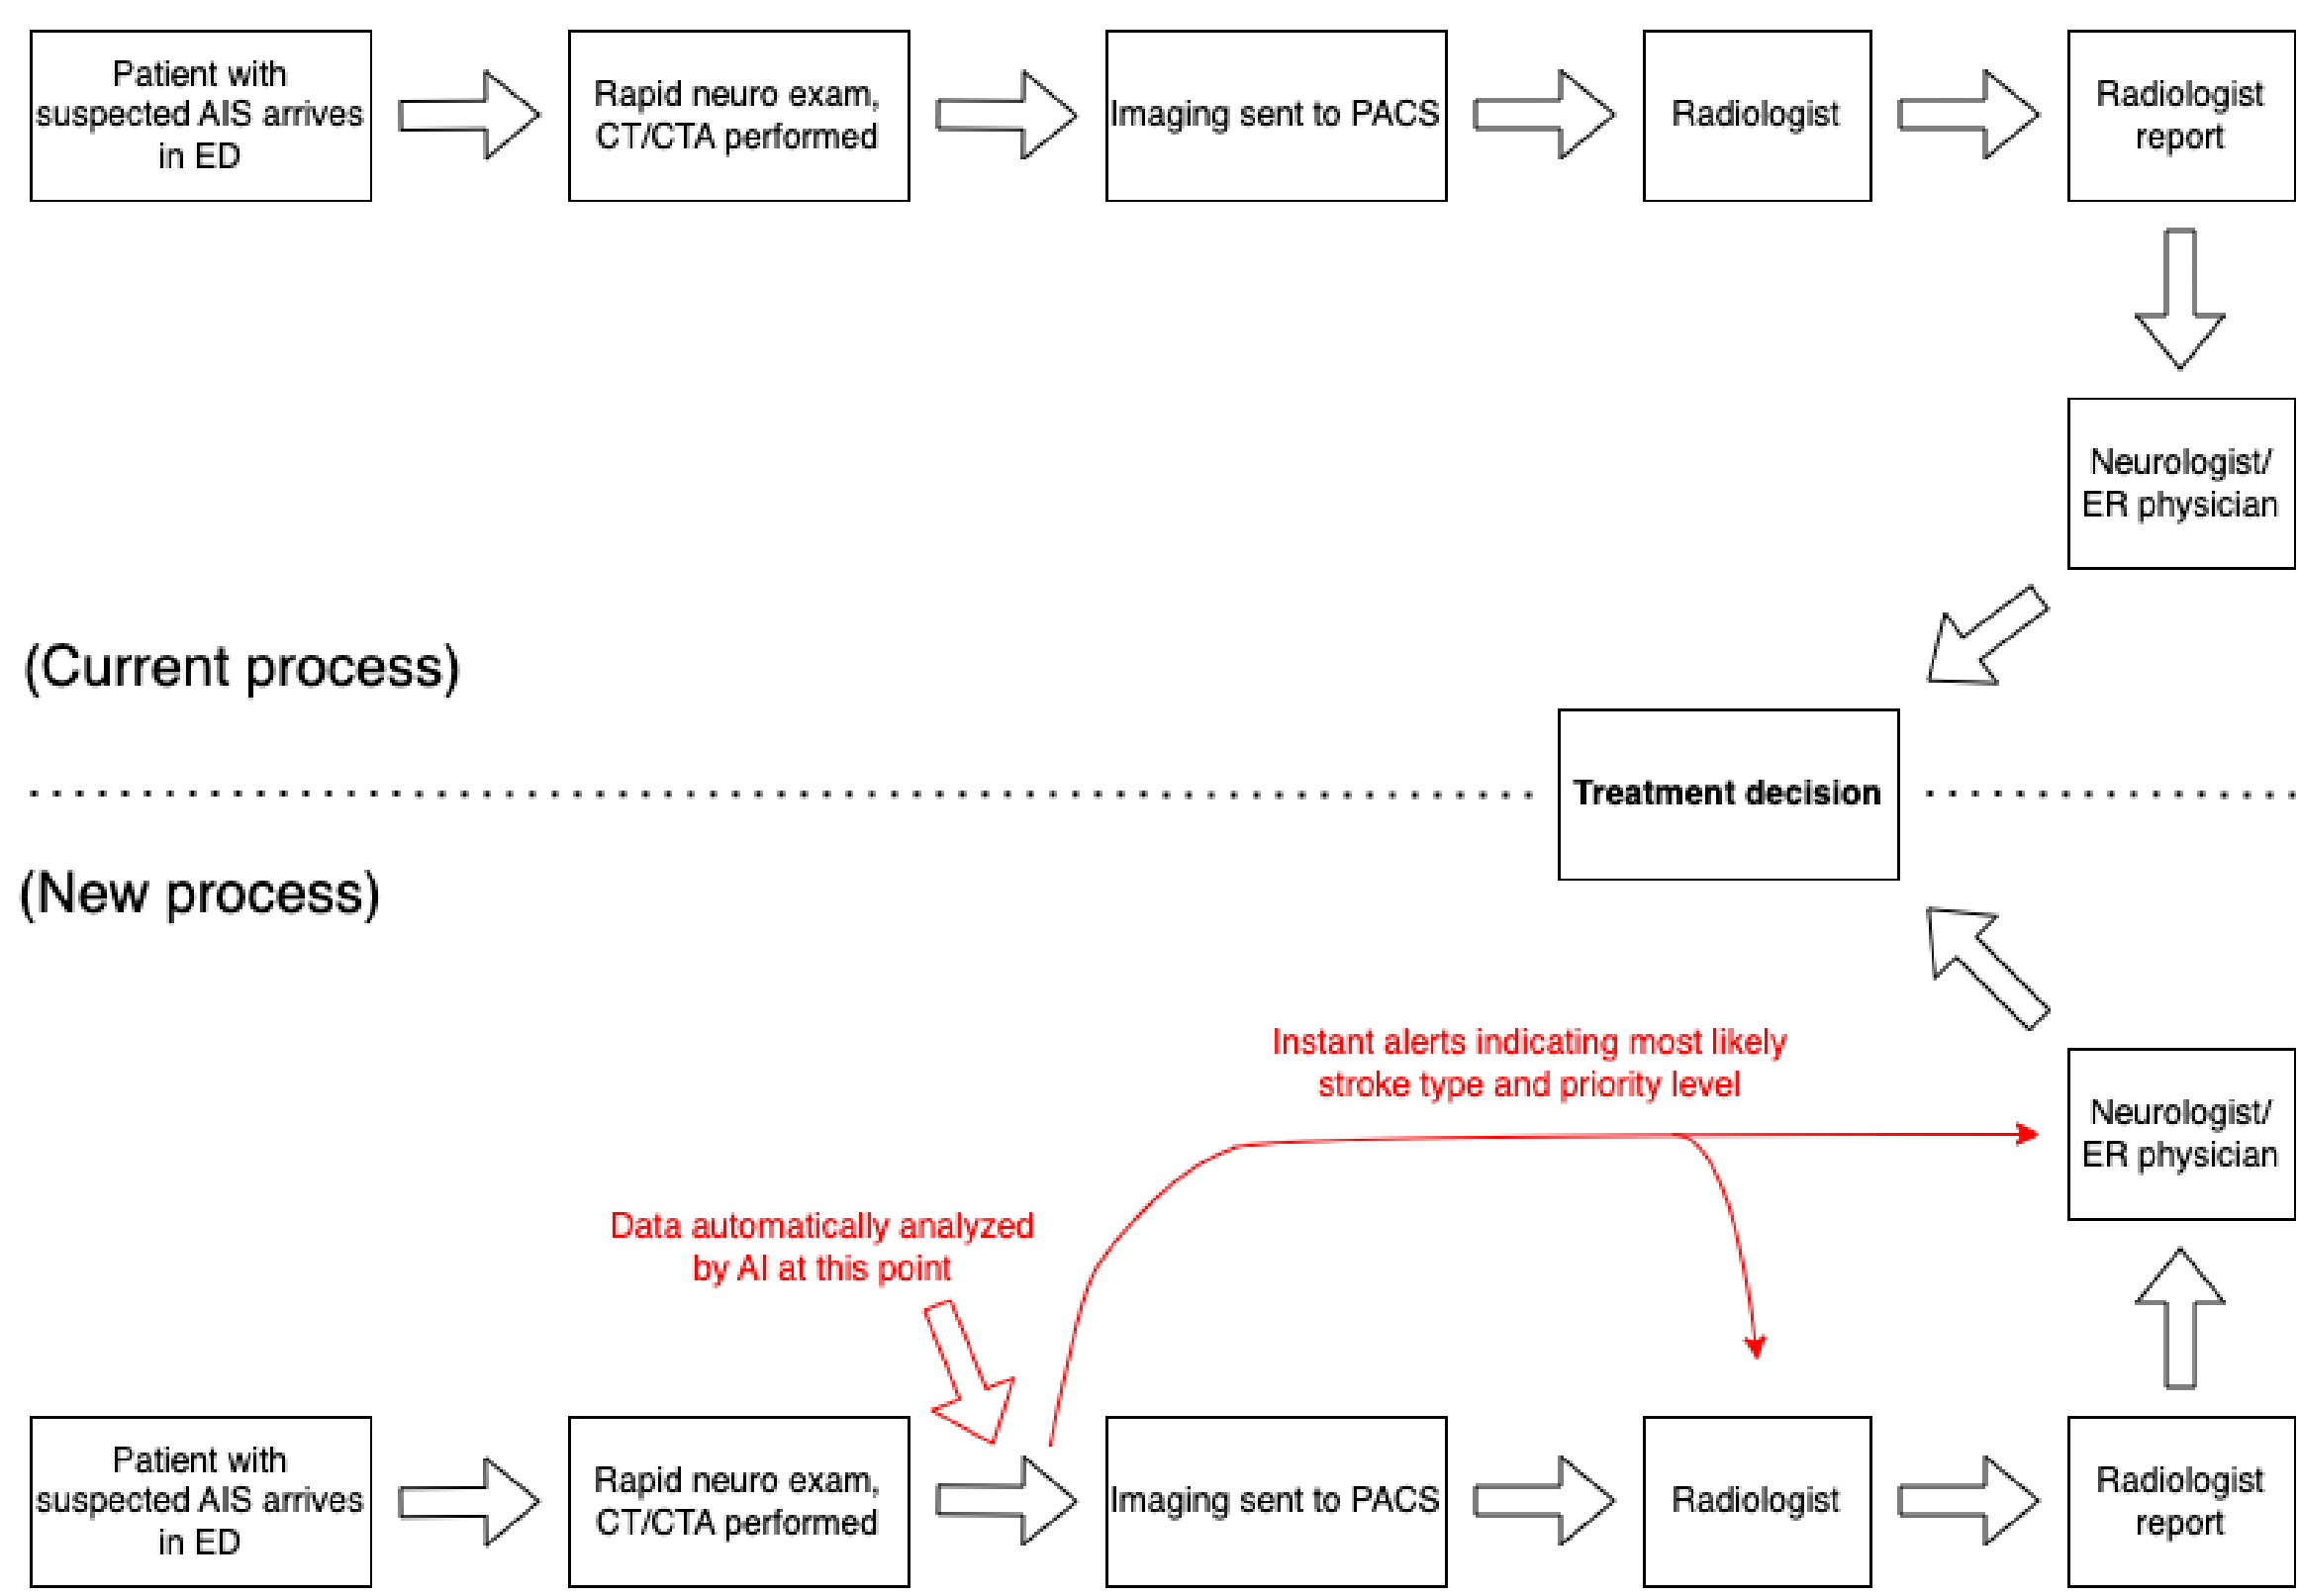 Patient with
suspected AIS arrives
in ED
Rapid neuro exam,
CT/CTA performed
Imaging sent to PACS
Radiologist
Radiologist
report
Neurologist/
ER physician
(Current process)
Treatment decision
(New process)
Instant alerts indicating most likely
stroke type and priority level
Neurologist/
ER physician
Data automatically analyzed
by AI at this point
Patient with
suspected AIS arrives
in ED
Rapid neuro exam,
CT/CTA performed
Imaging sent to PACS
Radiologist
Radiologist
report